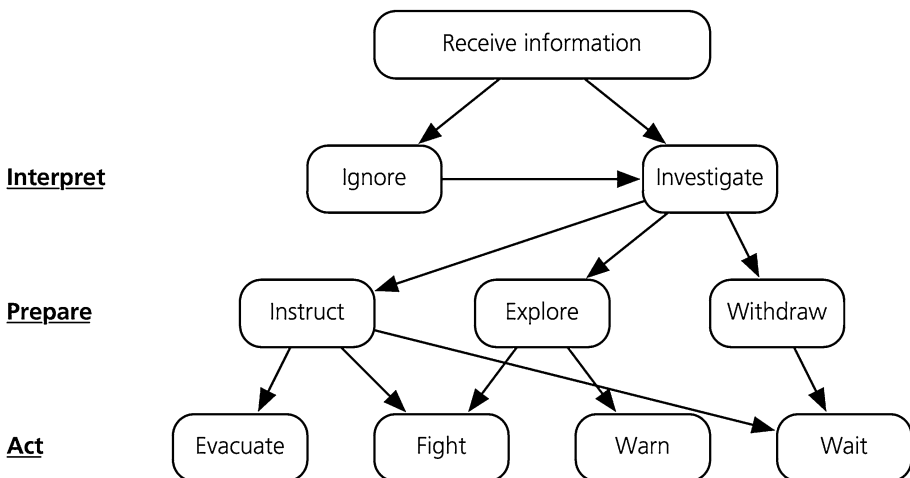 Receive information
Interpret
Ignore
Investigate
Prepare
Instruct
Explore
Withdraw
Act
Evacuate
Fight
Warn
Wait